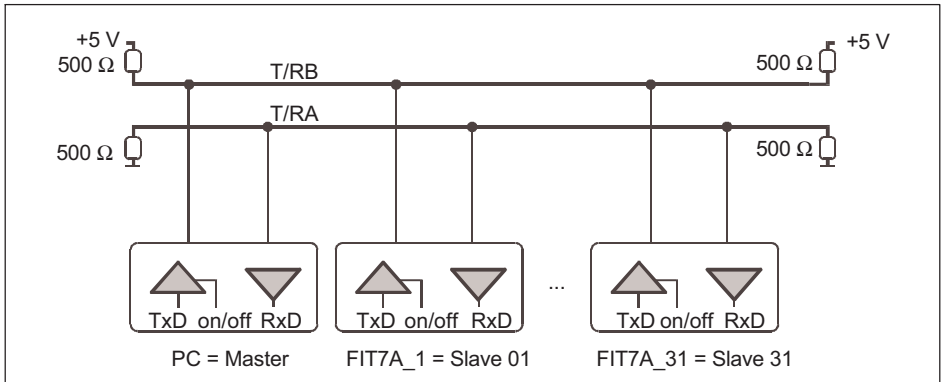 +5 V +5 V
500 Ω 500 Ω
T/RB
T/RA
500 Ω 500 Ω
...
TxD on/off RxD TxD on/off RxD TxD on/off RxD
PC = Master FIT7A_1 = Slave 01 FIT7A_31 = Slave 31